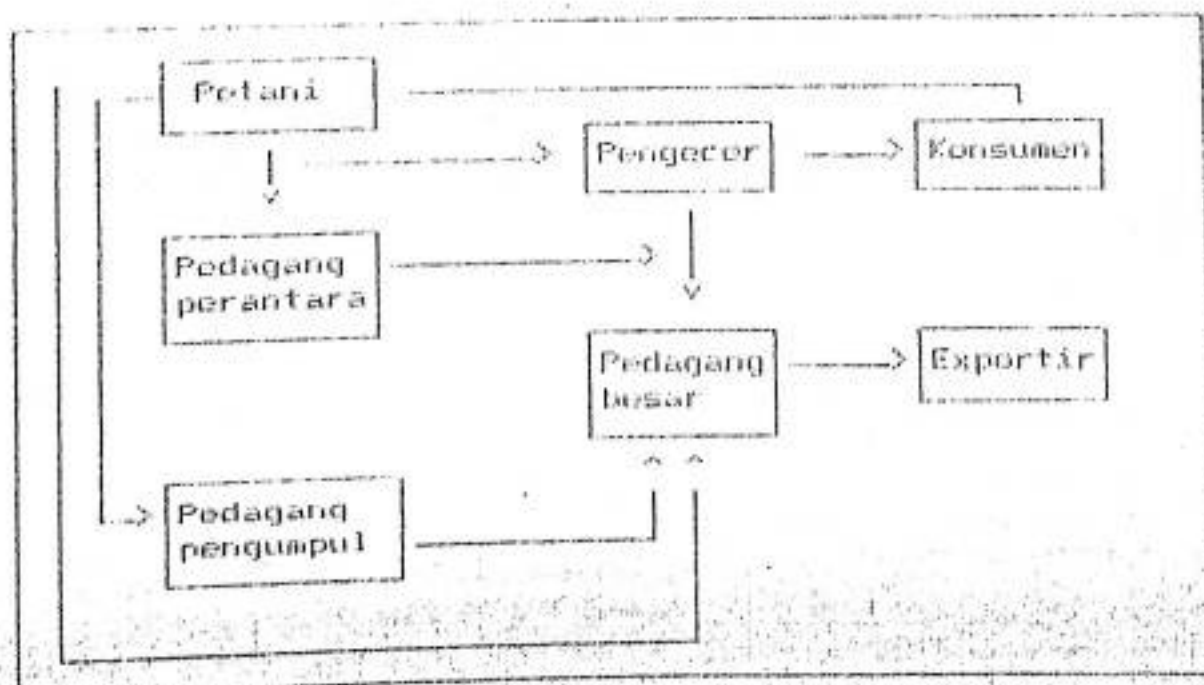 Petani
Pengecer
Konsumen
Pedagang
perantara
Pedagang
besar
Exportir
Pedagang
pengumpul